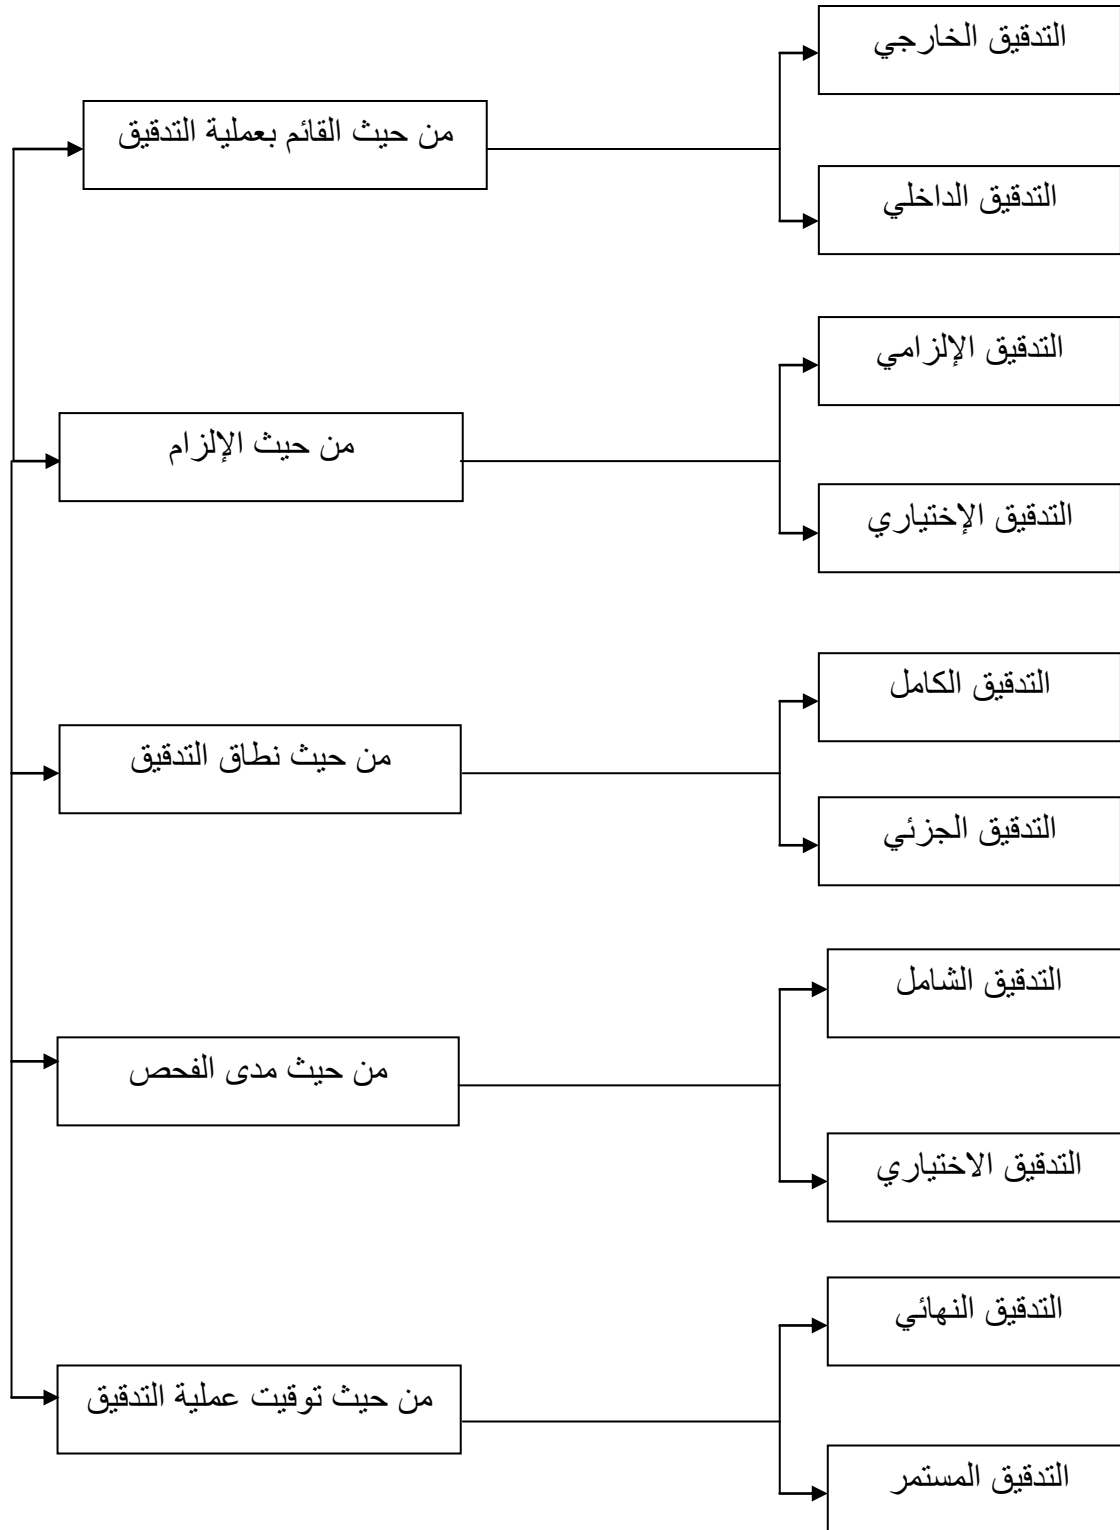 التدقيق الخارجي
من حيث القائم بعملية التدقيق
التدقيق الداخلي
التدقيق الإلزامي
من حيث الإلزام
التدقيق الإختياري
التدقيق الكامل
من حيث نطاق التدقيق
التدقيق الجزئي
التدقيق الشامل
من حيث مدى الفحص
التدقيق الاختياري
التدقيق النهائي
من حيث توقيت عملية التدقيق
التدقيق المستمر